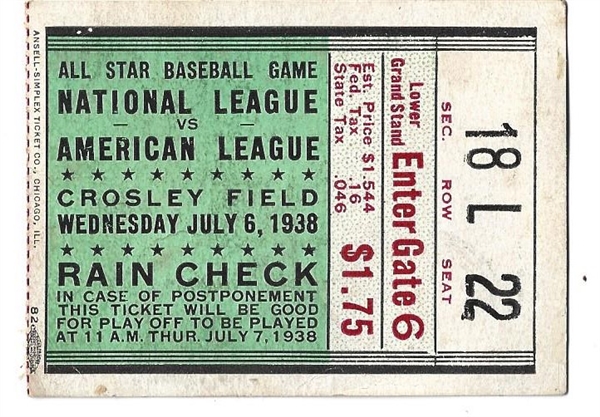 ANSELL-SIMPLEX TICKET CO., CHICAGO, ILL.
82
ALL STAR BASEBALL GAME
NATIONAL LEAGUE
— VS —
AMERICAN LEAGUE
CROSLEY FIELD
WEDNESDAY JULY 6, 1938
RAIN CHECK
IN CASE OF POSTPONEMENT
THIS TICKET WILL BE GOOD
FOR PLAY OFF TO BE PLAYED
AT 11 A.M. THUR. JULY 7, 1938
Lower
Grand Stand
Enter Gate 6
Est. Price $1.544
Fed. Tax .16
State Tax .046
$1.75
SEC. ROW SEAT
18 L 22